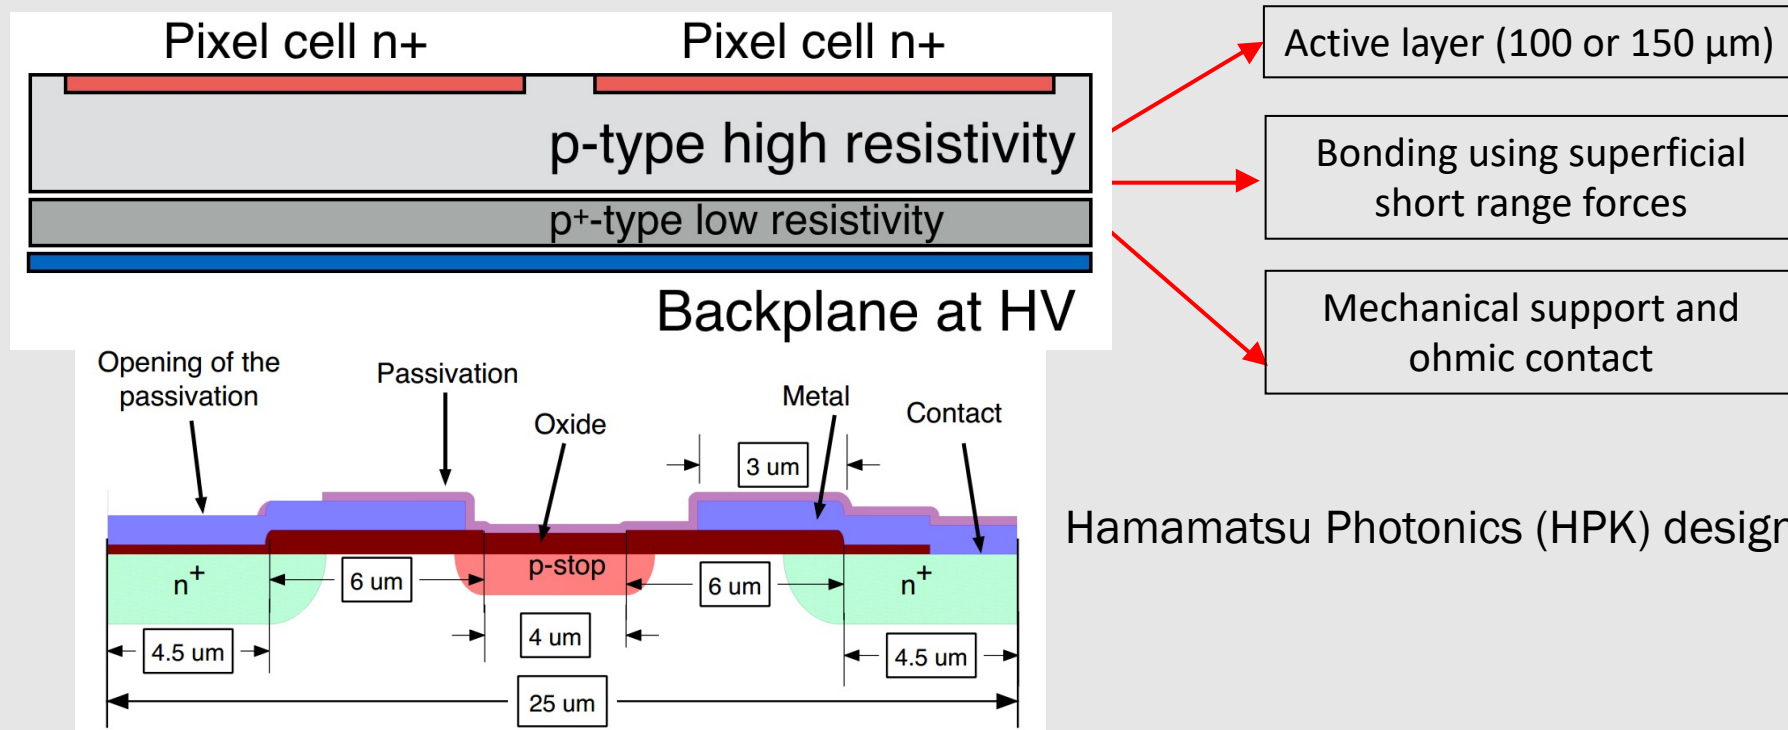 Pixel cell n+
Pixel cell n+
p-type high resistivity
p+-type low resistivity
Backplane at HV
Active layer (100 or 150 µm)
Bonding using superficial
short range forces
Mechanical support and
ohmic contact
Opening of the
passivation
Passivation
Oxide
Metal
Contact
3 um
n+
6 um
p-stop
6 um
n+
4.5 um
4 um
4.5 um
25 um
Hamamatsu Photonics (HPK) design